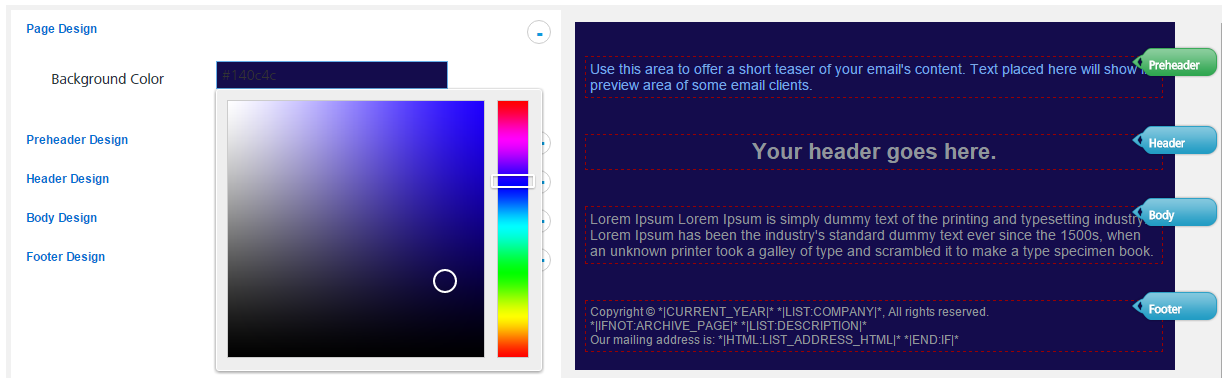 Page Design
Background Color
#140c4c
Preheader Design
Header Design
Body Design
Footer Design
Use this area to offer a short teaser of your email's content. Text placed here will show
preview area of some email clients.
Preheader
Your header goes here.
Header
Lorem Ipsum Lorem Ipsum is simply dummy text of the printing and typesetting industry
Lorem Ipsum has been the industry's standard dummy text ever since the 1500s, when
an unknown printer took a galley of type and scrambled it to make a type specimen book.
Body
Copyright © *|CURRENT_YEAR|* *|LIST:COMPANY|*, All rights reserved.
*|IFNOT:ARCHIVE_PAGE|* *|LIST:DESCRIPTION|*
Our mailing address is: *|HTML:LIST_ADDRESS_HTML|* *|END:IF|*
Footer